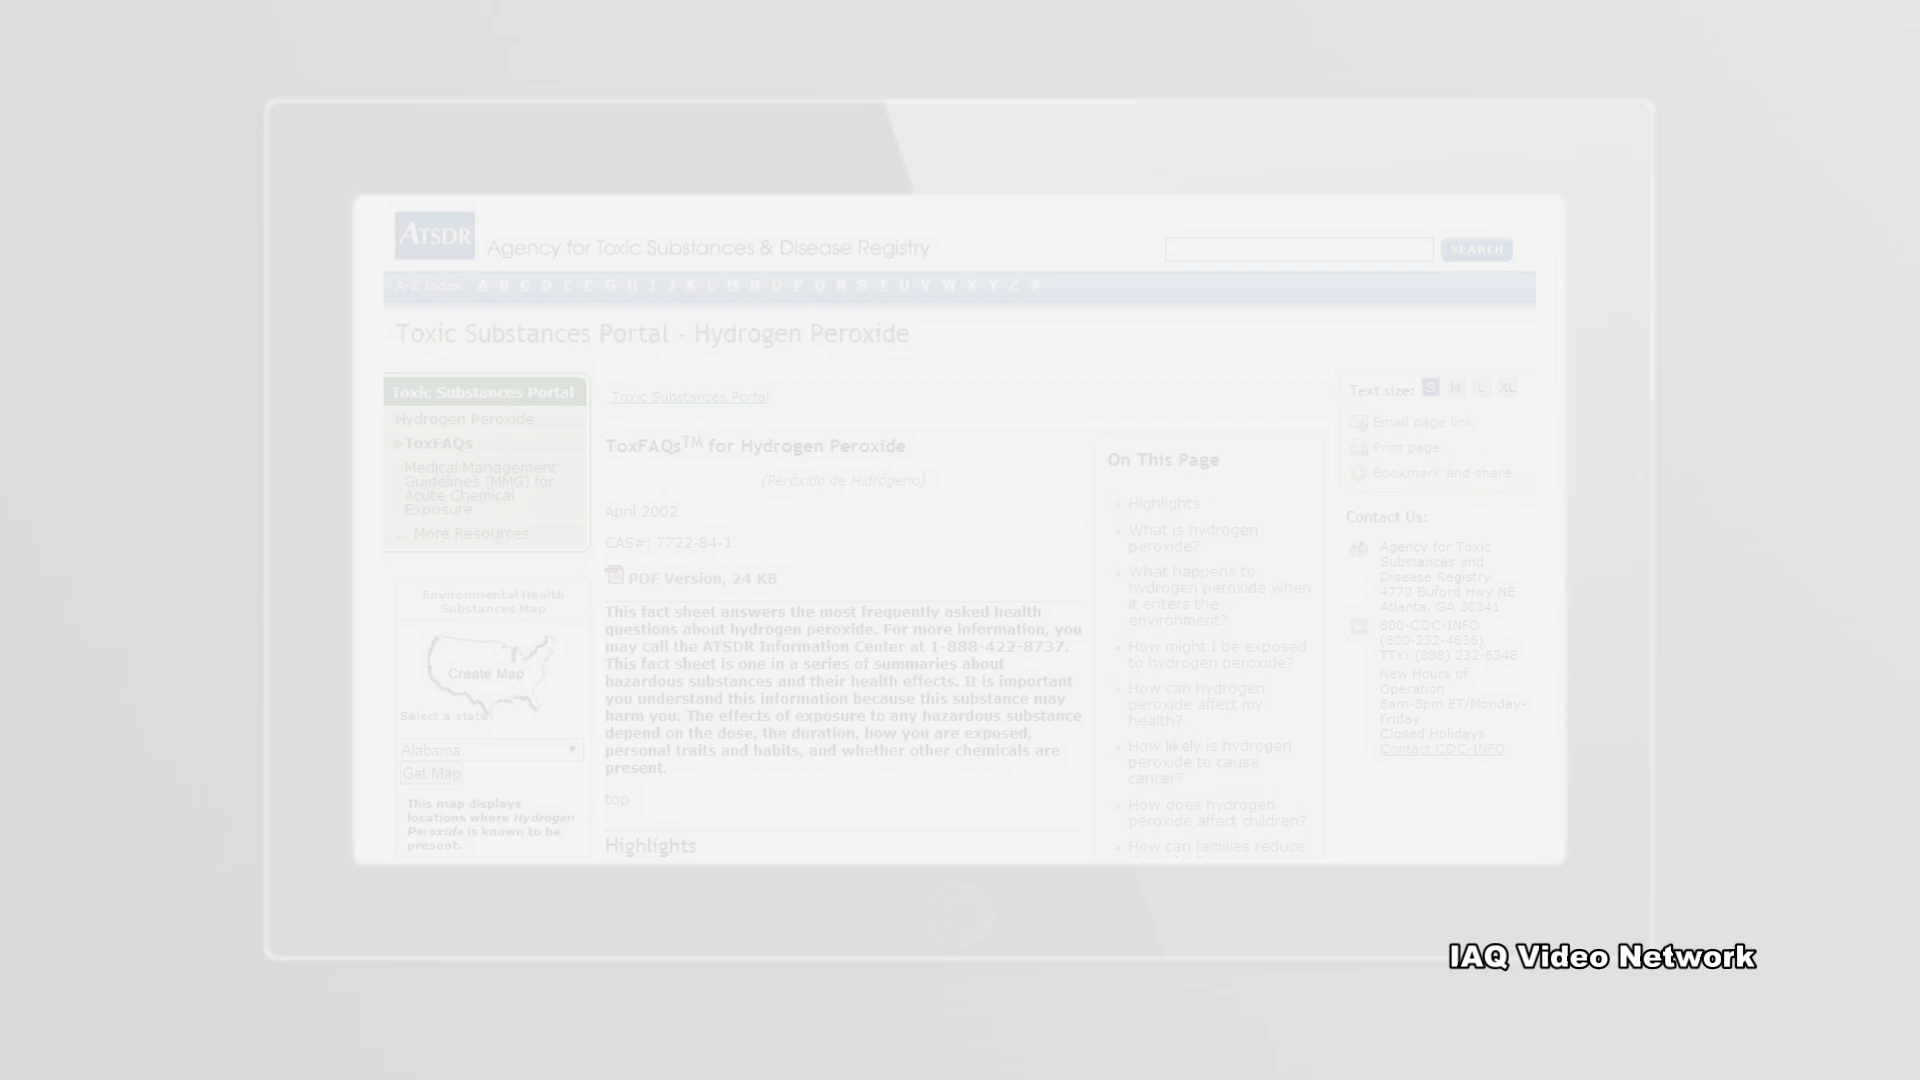 ATSDR
Agency for Toxic Substances & Disease Registry
SEARCH
A-Z Index A B C D E F G H I J K L M N O P Q R S T U V W X Y Z #
Toxic Substances Portal - Hydrogen Peroxide
Toxic Substances Portal
Hydrogen Peroxide
ToxFAQs
Medical Management
Guidelines (MMG) for
Acute Chemical
Exposure
... More Resources
Environmental Health
Substances Map
Create Map
Select a state:
Alabama
Get Map
This map displays
locations where Hydrogen
Peroxide is known to be
present.
Toxic Substances Portal
ToxFAQs™ for Hydrogen Peroxide
(Peróxido de Hidrógeno)
April 2002
CAS#: 7722-84-1
PDF Version, 24 KB
This fact sheet answers the most frequently asked health
questions about hydrogen peroxide. For more information, you
may call the ATSDR Information Center at 1-888-422-8737.
This fact sheet is one in a series of summaries about
hazardous substances and their health effects. It is important
you understand this information because this substance may
harm you. The effects of exposure to any hazardous substance
depend on the dose, the duration, how you are exposed,
personal traits and habits, and whether other chemicals are
present.
top
Highlights
On This Page
Highlights
What is hydrogen
peroxide?
What happens to
hydrogen peroxide when
it enters the
environment?
How might I be exposed
to hydrogen peroxide?
How can hydrogen
peroxide affect my
health?
How likely is hydrogen
peroxide to cause
cancer?
How does hydrogen
peroxide affect children?
How can families reduce
Text size: S M L XL
Email page link
Print page
Bookmark and share
Contact Us:
Agency for Toxic
Substances and
Disease Registry
4770 Buford Hwy NE
Atlanta, GA 30341
800-CDC-INFO
(800-232-4636)
TTY: (888) 232-6348
New Hours of
Operation
8am-8pm ET/Monday-
Friday
Closed Holidays
Contact CDC-INFO
IAQ Video Network